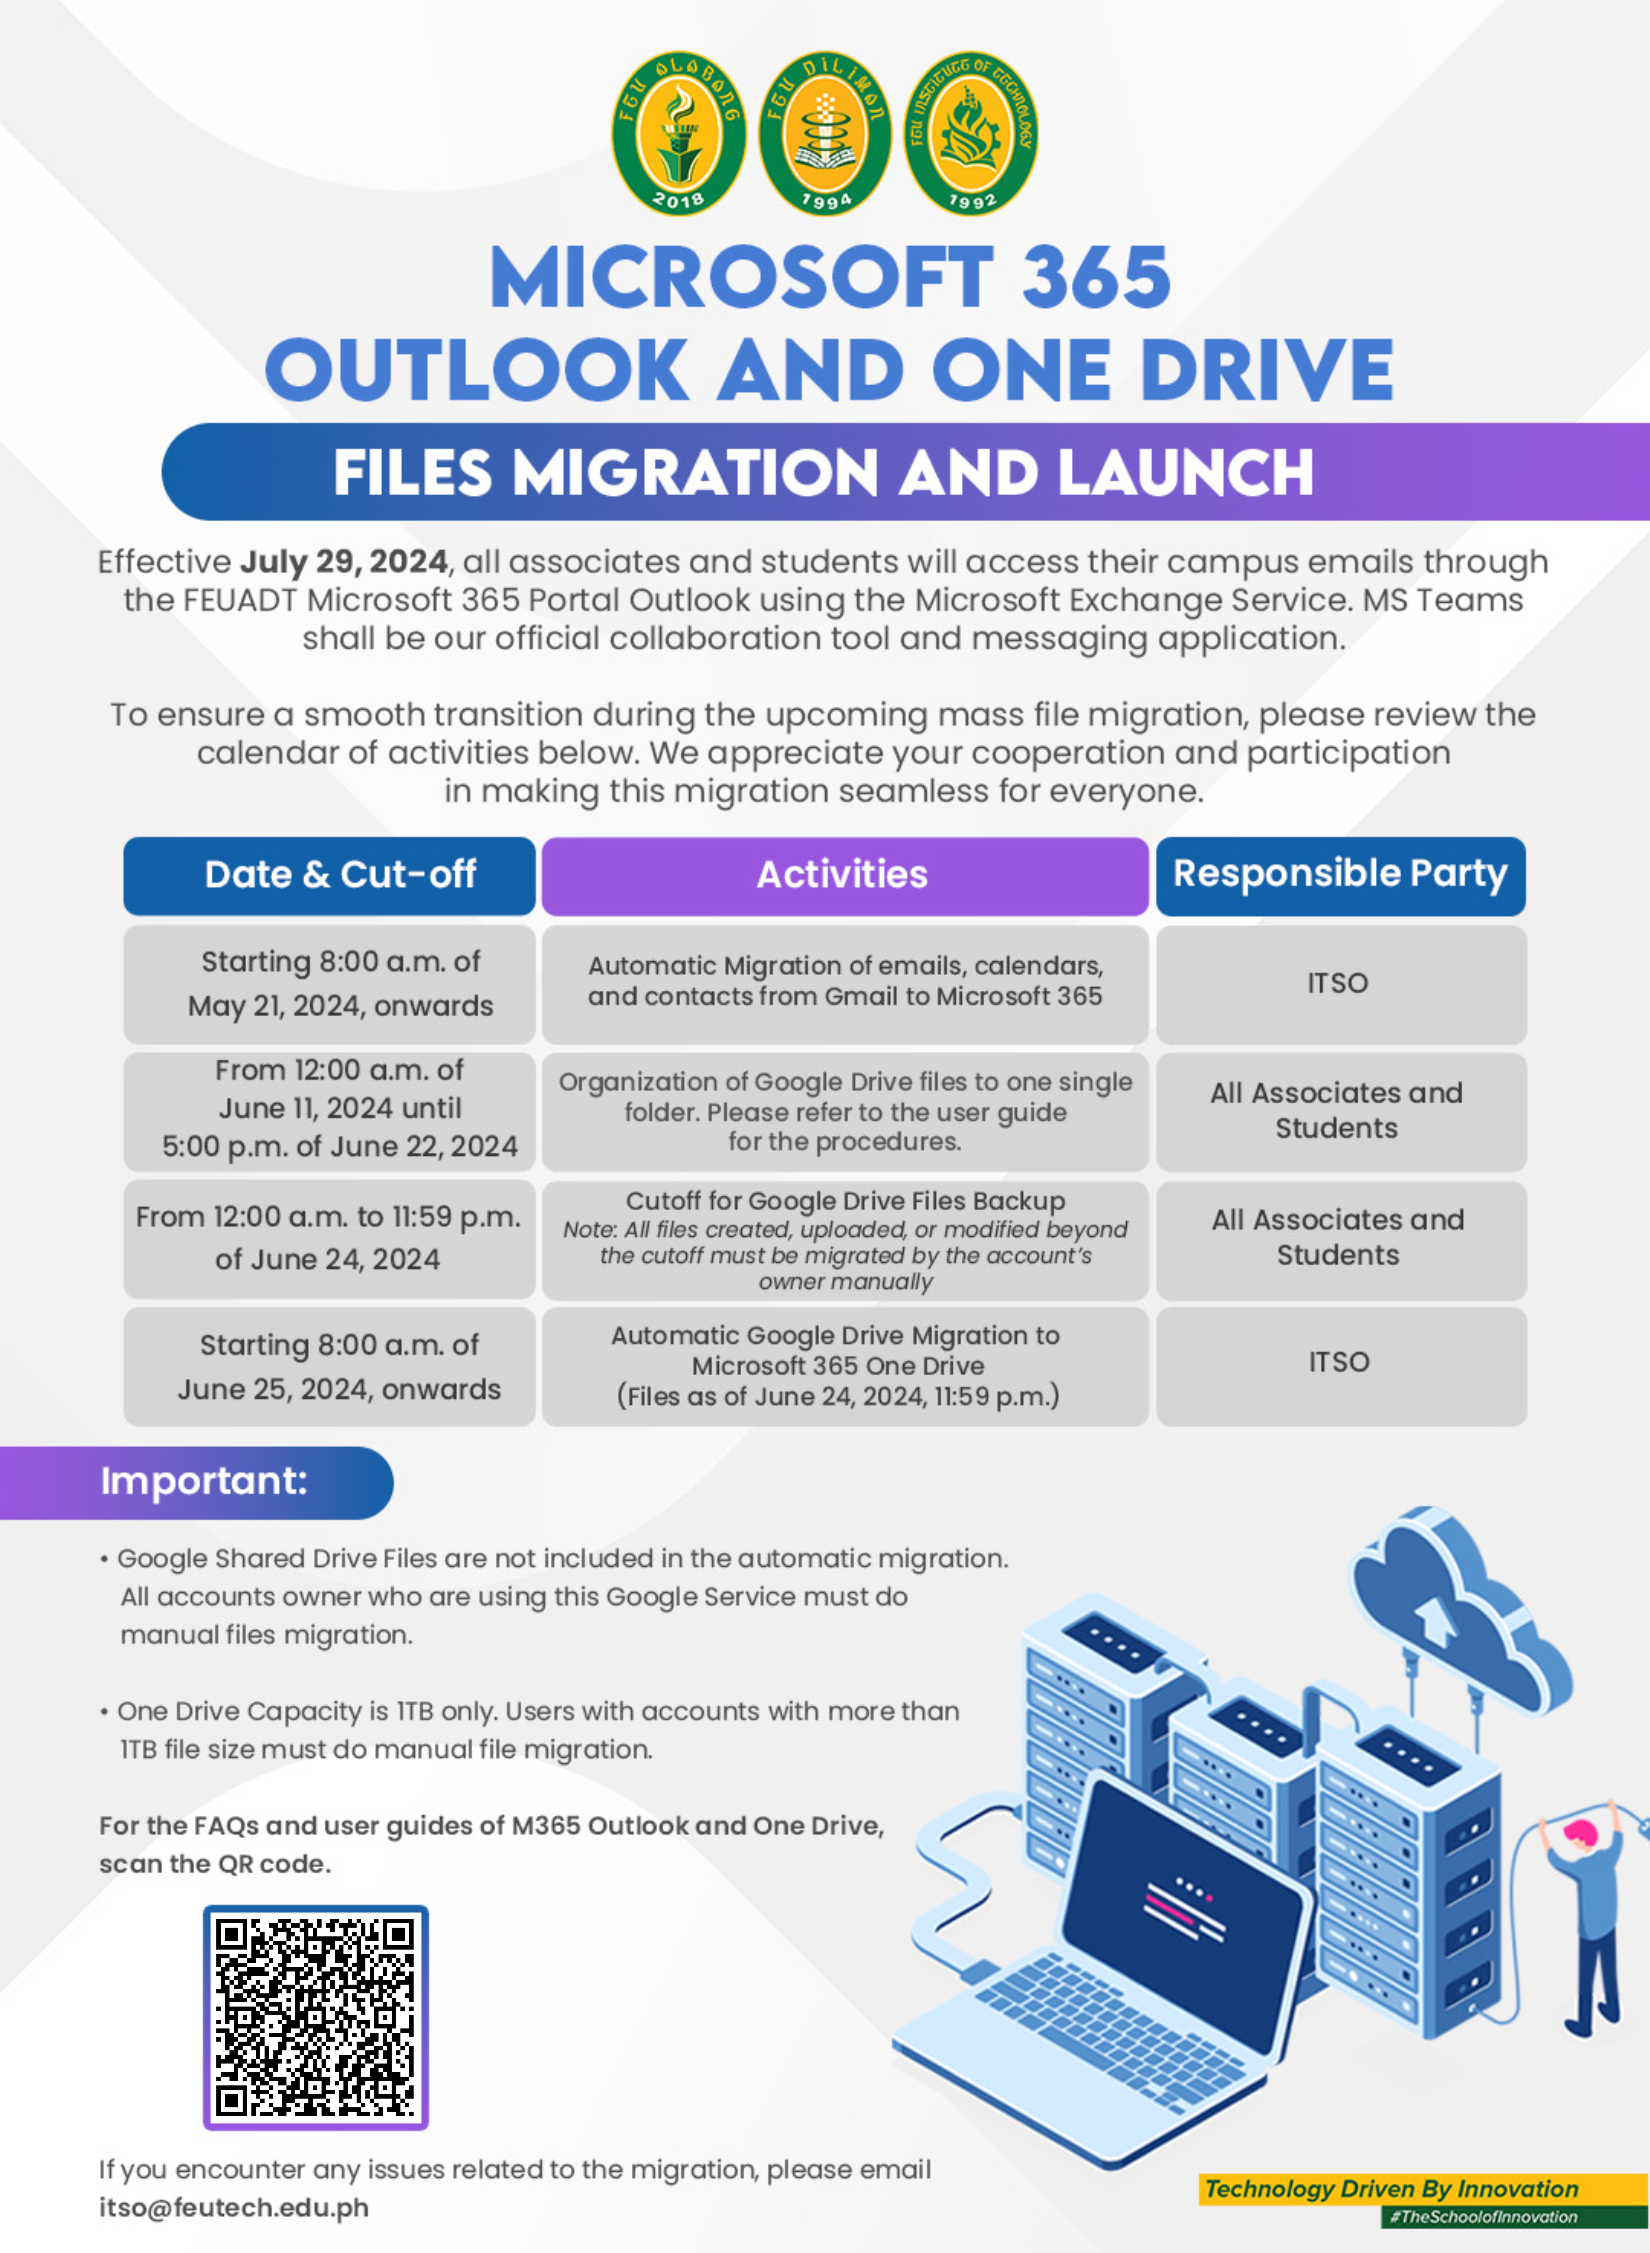 FEU ALABANG
2018
FEU DILIMAN
1994
FEU INSTITUTE OF TECHNOLOGY
1992
MICROSOFT 365
OUTLOOK AND ONE DRIVE
FILES MIGRATION AND LAUNCH
Effective July 29, 2024, all associates and students will access their campus emails through
the FEUADT Microsoft 365 Portal Outlook using the Microsoft Exchange Service. MS Teams
shall be our official collaboration tool and messaging application.
To ensure a smooth transition during the upcoming mass file migration, please review the
calendar of activities below. We appreciate your cooperation and participation
in making this migration seamless for everyone.
Date & Cut-off
Activities
Responsible Party
Starting 8:00 a.m. of
May 21, 2024, onwards
Automatic Migration of emails, calendars,
and contacts from Gmail to Microsoft 365
ITSO
From 12:00 a.m. of
June 11, 2024 until
5:00 p.m. of June 22, 2024
Organization of Google Drive files to one single
folder. Please refer to the user guide
for the procedures.
All Associates and
Students
From 12:00 a.m. to 11:59 p.m.
of June 24, 2024
Cutoff for Google Drive Files Backup
Note: All files created, uploaded, or modified beyond
the cutoff must be migrated by the account's
owner manually
All Associates and
Students
Starting 8:00 a.m. of
June 25, 2024, onwards
Automatic Google Drive Migration to
Microsoft 365 One Drive
(Files as of June 24, 2024, 11:59 p.m.)
ITSO
Important:
• Google Shared Drive Files are not included in the automatic migration.
All accounts owner who are using this Google Service must do
manual files migration.
• One Drive Capacity is 1TB only. Users with accounts with more than
1TB file size must do manual file migration.
For the FAQs and user guides of M365 Outlook and One Drive,
scan the QR code.
If you encounter any issues related to the migration, please email
itso@feutech.edu.ph
Technology Driven By Innovation
#TheSchoolofInnovation